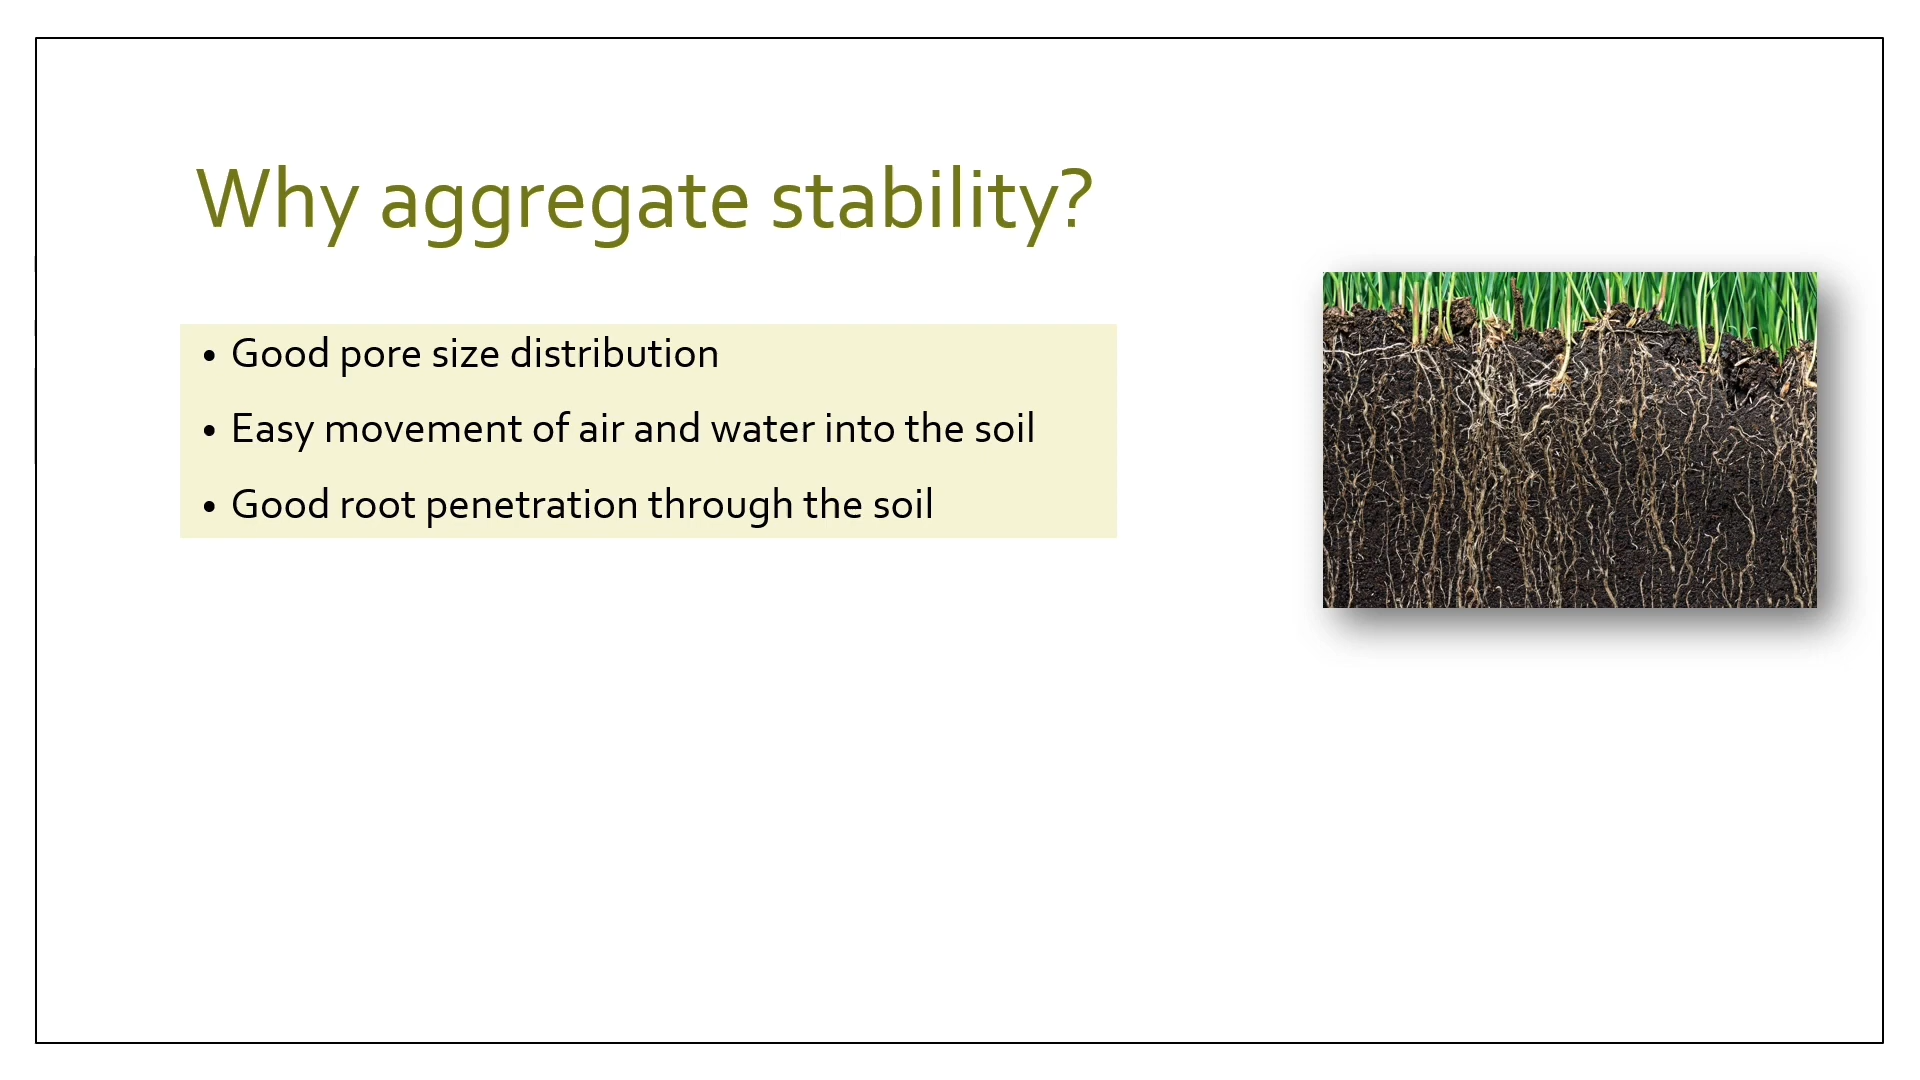 Why aggregate stability?
• Good pore size distribution
• Easy movement of air and water into the soil
• Good root penetration through the soil